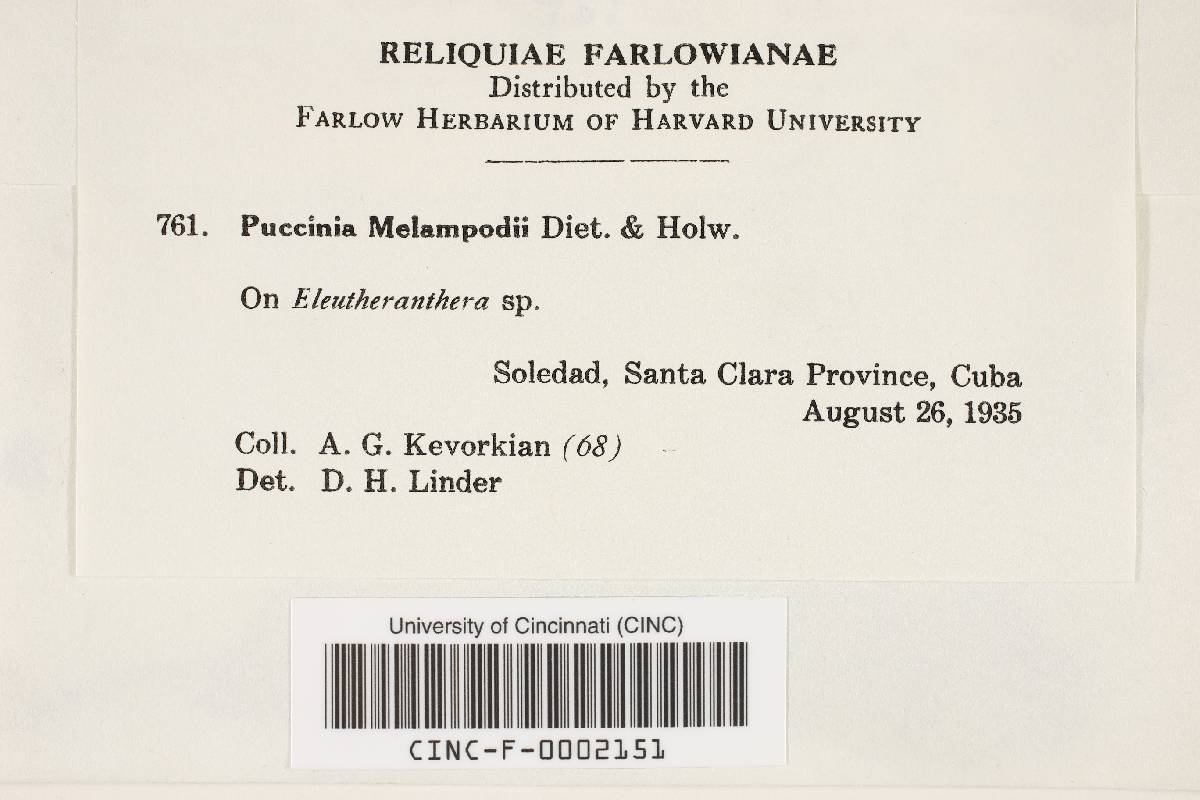 RELIQUIAE FARLOWIANAE
Distributed by the
FARLOW HERBARIUM OF HARVARD UNIVERSITY
761. Puccinia Melampodii Diet. & Holw.
On Eleutheranthera sp.
Soledad, Santa Clara Province, Cuba
August 26, 1935
Coll. A. G. Kevorkian (68)
Det. D. H. Linder
University of Cincinnati (CINC)
CINC-F-0002151